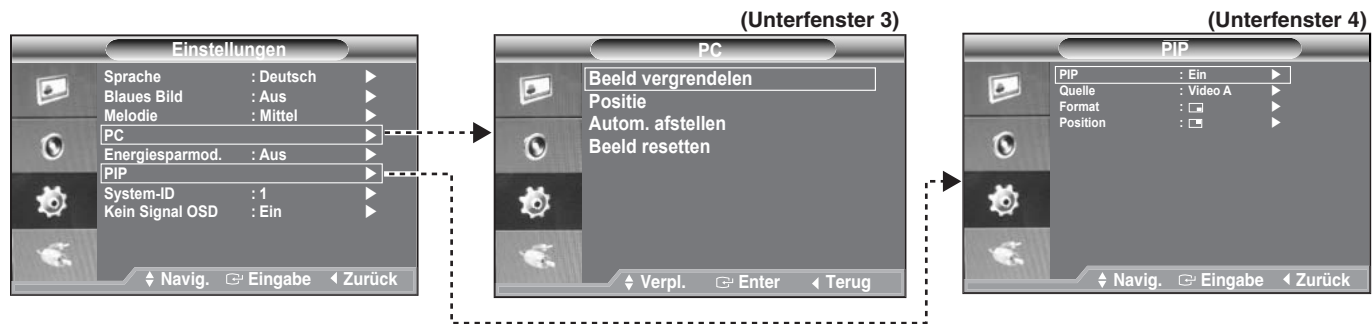 (Unterfenster 3)
(Unterfenster 4)
Einstellungen
Sprache : Deutsch
Blaues Bild : Aus
Melodie : Mittel
PC
Energiesparmod. : Aus
PIP
System-ID : 1
Kein Signal OSD : Ein
Navig. Eingabe Zurück
PC
Beeld vergrendelen
Positie
Autom. afstellen
Beeld resetten
Verpl. Enter Terug
PIP
PIP : Ein
Quelle : Video A
Format :
Position :
Navig. Eingabe Zurück